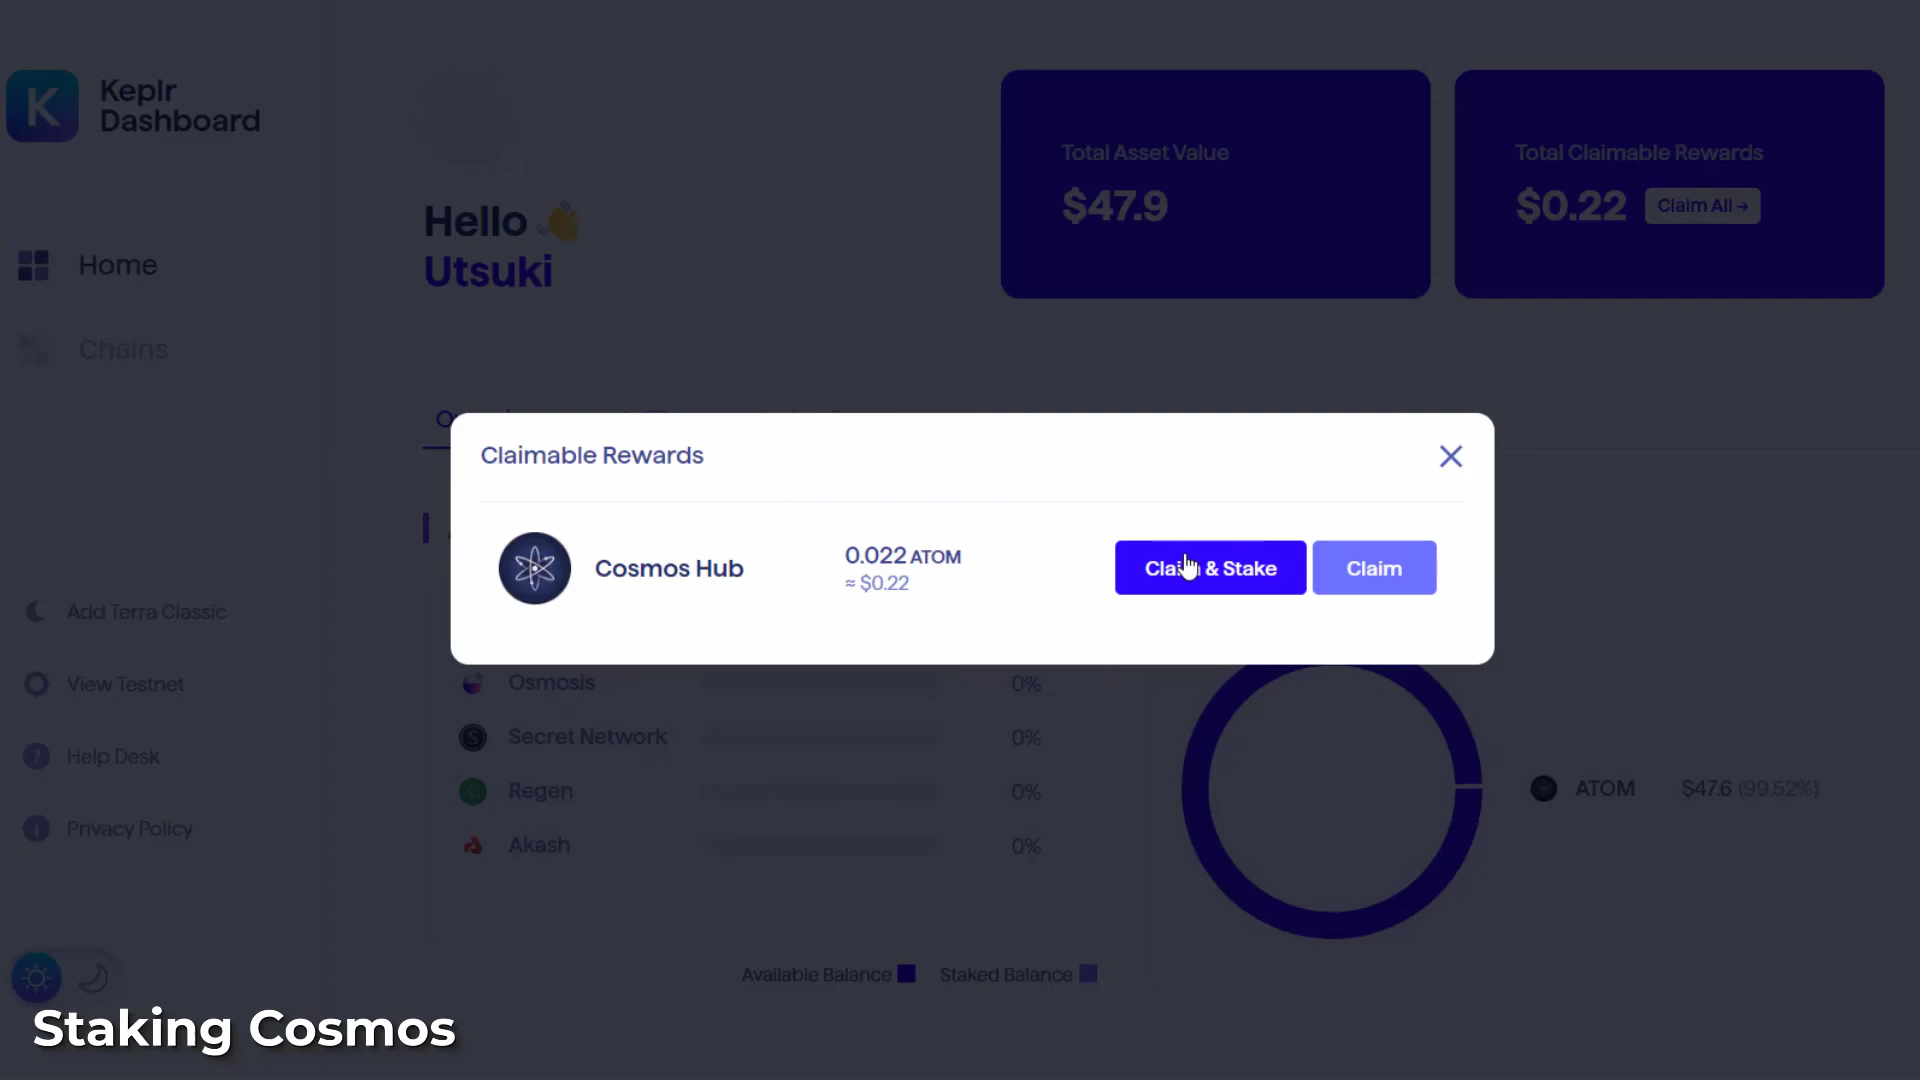 Keplr
Dashboard
Home
Chains
Add Terra Classic
View Testnet
Help Desk
Privacy Policy
Hello 👋
Utsuki
Total Asset Value
$47.9
Total Claimable Rewards
$0.22 Claim All →
Claimable Rewards
Cosmos Hub
0.022 ATOM
≈ $0.22
Claim & Stake
Claim
Osmosis 0%
Secret Network 0%
Regen 0%
Akash 0%
Available Balance
Staked Balance
ATOM $47.6 (99.52%)
Staking Cosmos